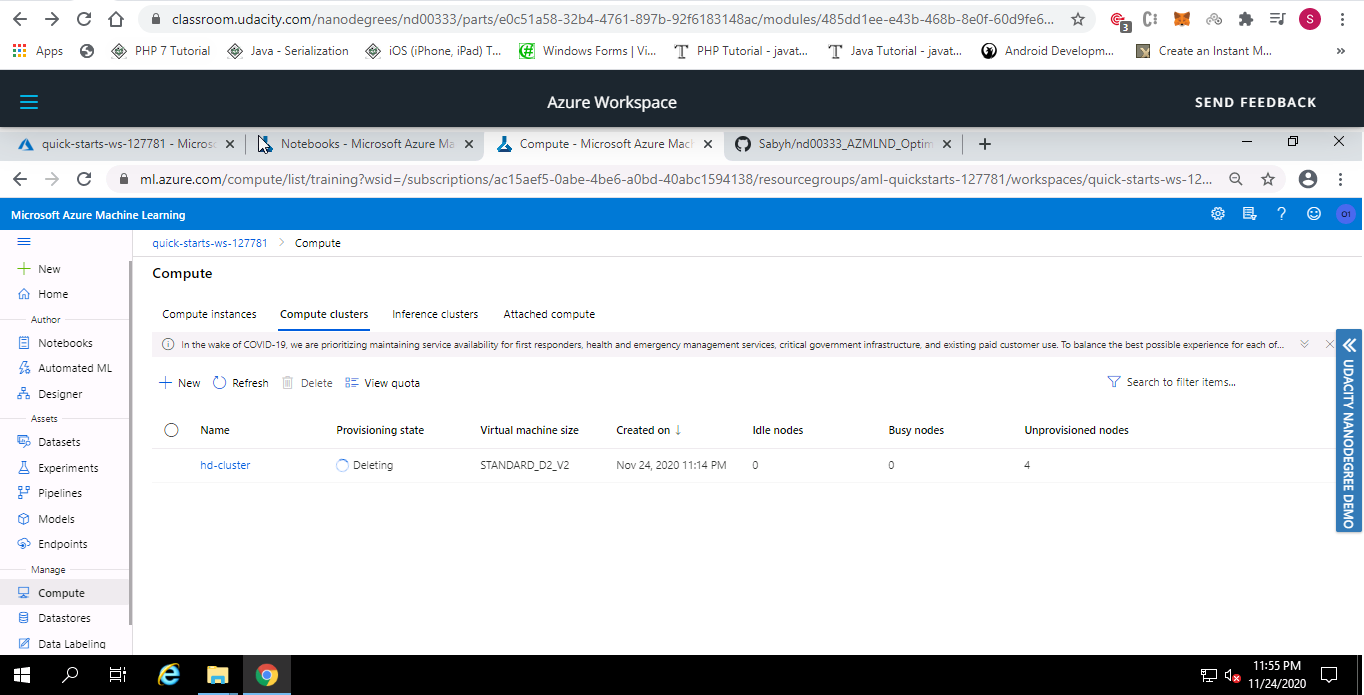 classroom.udacity.com/nanodegrees/nd00333/parts/e0c51a58-32b4-4761-897b-92f6183148ac/modules/485dd1ee-e43b-468b-8e0f-60d9fe6...
3
S
Apps
PHP 7 Tutorial
Java - Serialization
iOS (iPhone, iPad) T...
Windows Forms | Vi...
PHP Tutorial - javat...
Java Tutorial - javat...
Android Developm...
Create an Instant M...
»
Azure Workspace
SEND FEEDBACK
quick-starts-ws-127781 - Micros
Notebooks - Microsoft Azure Ma
Compute - Microsoft Azure Mach
Sabyh/nd00333_AZMLND_Optim
ml.azure.com/compute/list/training?wsid=/subscriptions/ac15aef5-0abe-4be6-a0bd-40abc1594138/resourcegroups/aml-quickstarts-127781/workspaces/quick-starts-ws-12...
Microsoft Azure Machine Learning
O1
quick-starts-ws-127781 > Compute
New
Home
Author
Notebooks
Automated ML
Designer
Assets
Datasets
Experiments
Pipelines
Models
Endpoints
Manage
Compute
Datastores
Data Labeling
Compute
Compute instances
Compute clusters
Inference clusters
Attached compute
In the wake of COVID-19, we are prioritizing maintaining service availability for first responders, health and emergency management services, critical government infrastructure, and existing paid customer use. To balance the best possible experience for each of...
New
Refresh
Delete
View quota
Search to filter items...
Name Provisioning state Virtual machine size Created on ↓ Idle nodes Busy nodes Unprovisioned nodes
hd-cluster Deleting STANDARD_D2_V2 Nov 24, 2020 11:14 PM 0 0 4
UDACITY NANODEGREE DEMO
11:55 PM
11/24/2020